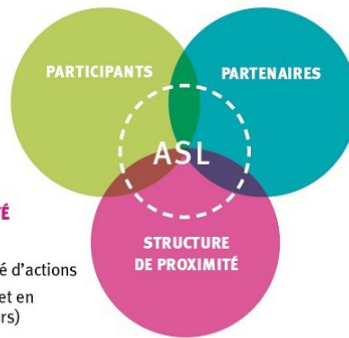 PARTICIPANTS
PARTENAIRES
ASL
STRUCTURE
DE PROXIMITÉ
é d'actions
et en
rs)